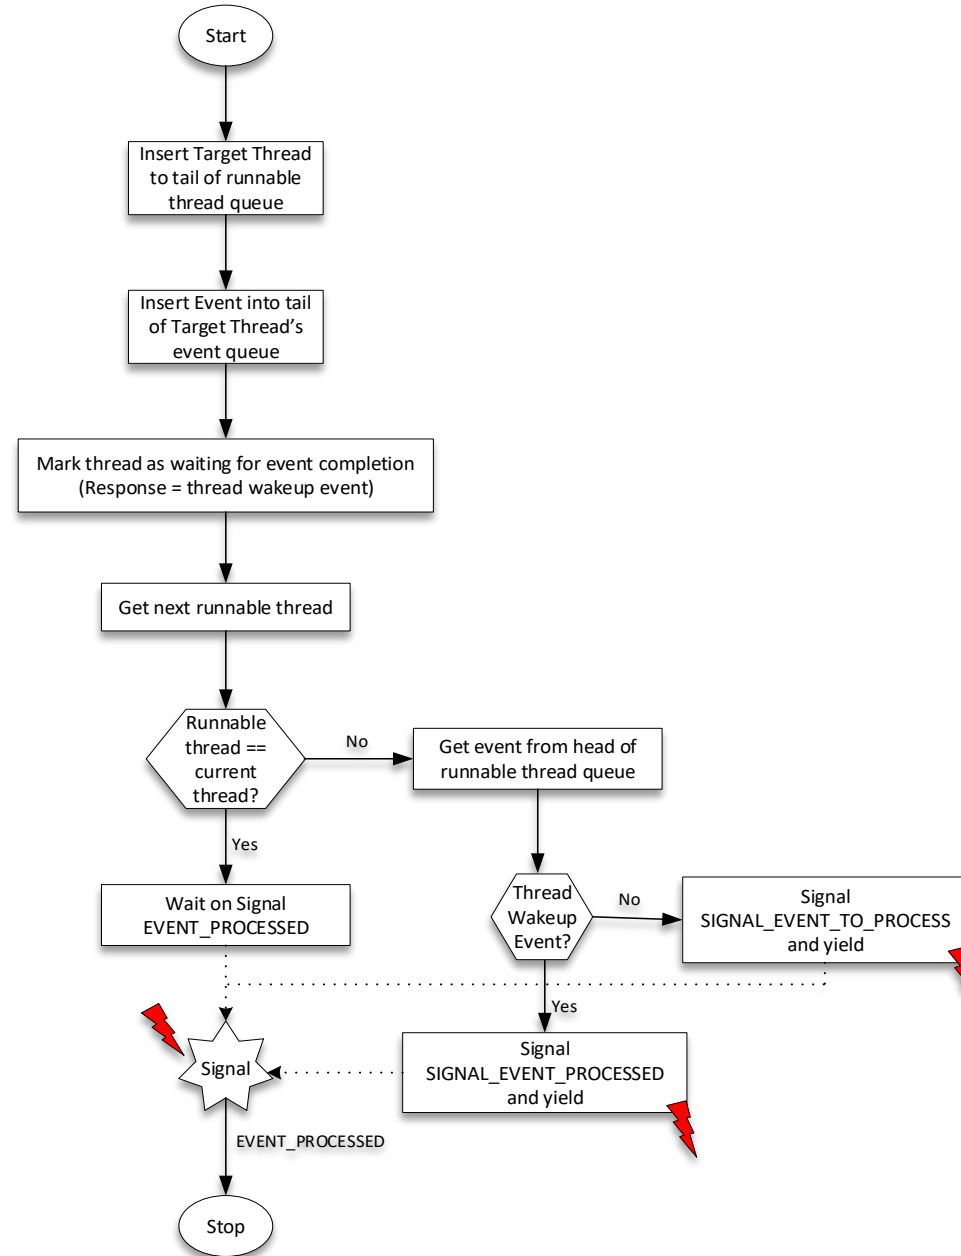 Start
Insert Target Thread
to tail of runnable
thread queue
Insert Event into tail
of Target Thread’s
event queue
Mark thread as waiting for event completion
(Response = thread wakeup event)
Get next runnable thread
Runnable
thread ==
current
thread?
No
Get event from head of
runnable thread queue
Yes
Wait on Signal
EVENT_PROCESSED
Thread
Wakeup
Event?
No
Signal
SIGNAL_EVENT_TO_PROCESS
and yield
Yes
Signal
Signal
SIGNAL_EVENT_PROCESSED
and yield
EVENT_PROCESSED
Stop